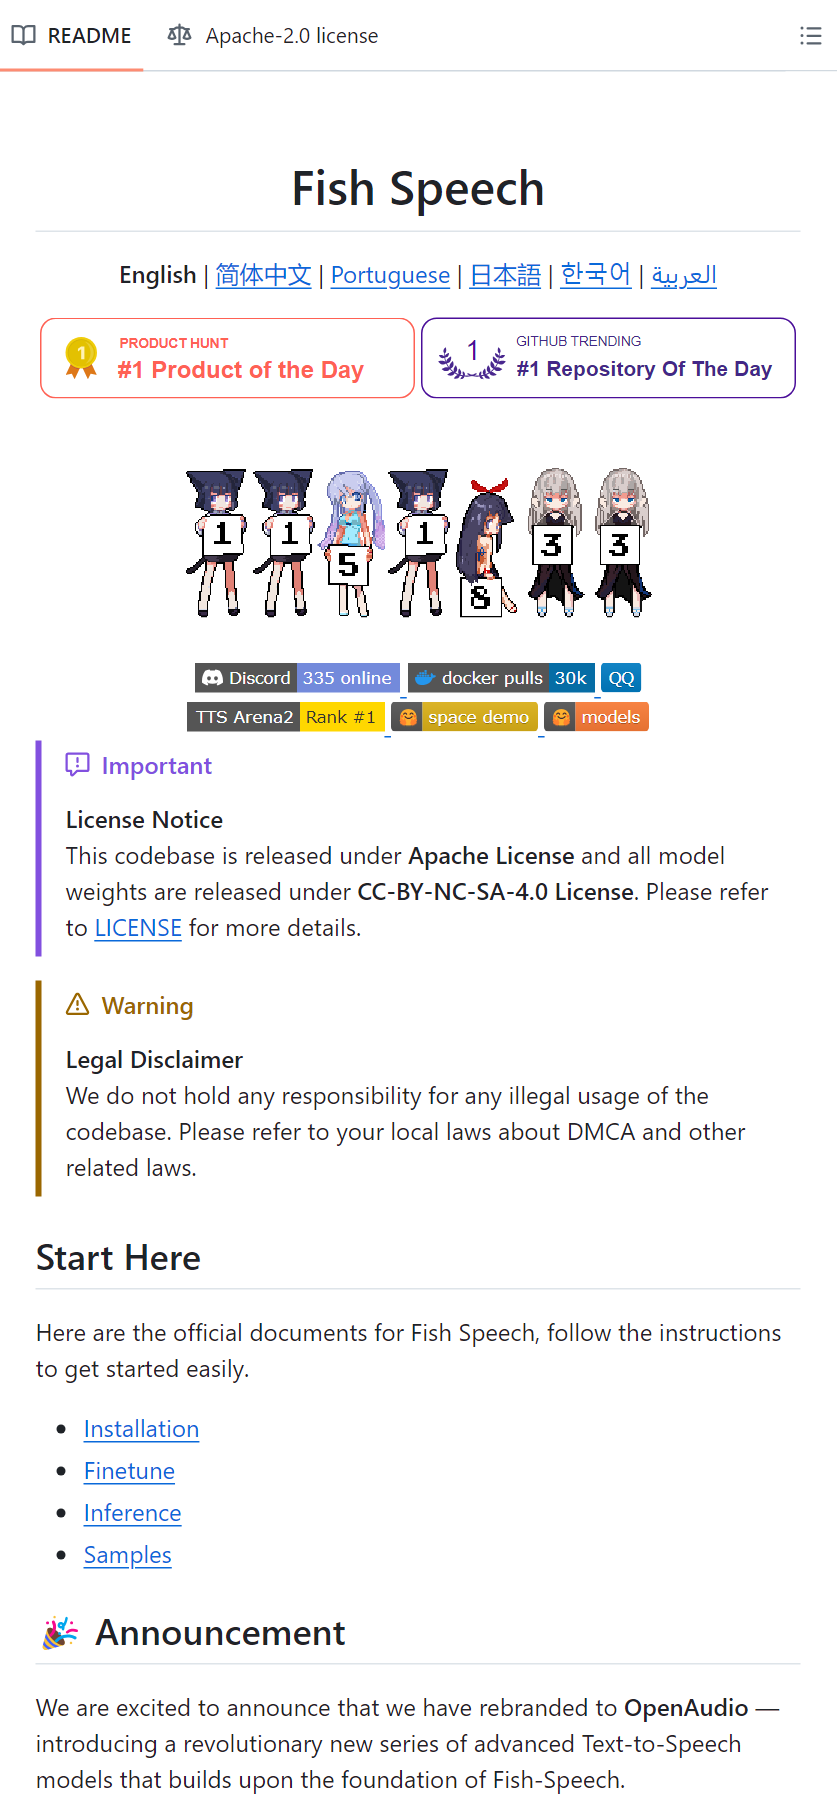 README Apache-2.0 license
Fish Speech
English | 简体中文 | Portuguese | 日本語 | 한국어 | العربية
PRODUCT HUNT
#1 Product of the Day
1
GITHUB TRENDING
#1 Repository Of The Day
1
1 1 5 1 8 3 3
Discord 335 online docker pulls 30k QQ
TTS Arena2 Rank #1 space demo models
Important
License Notice
This codebase is released under Apache License and all model
weights are released under CC-BY-NC-SA-4.0 License. Please refer
to LICENSE for more details.
Warning
Legal Disclaimer
We do not hold any responsibility for any illegal usage of the
codebase. Please refer to your local laws about DMCA and other
related laws.
Start Here
Here are the official documents for Fish Speech, follow the instructions
to get started easily.
• Installation
• Finetune
• Inference
• Samples
🎉 Announcement
We are excited to announce that we have rebranded to OpenAudio —
introducing a revolutionary new series of advanced Text-to-Speech
models that builds upon the foundation of Fish-Speech.